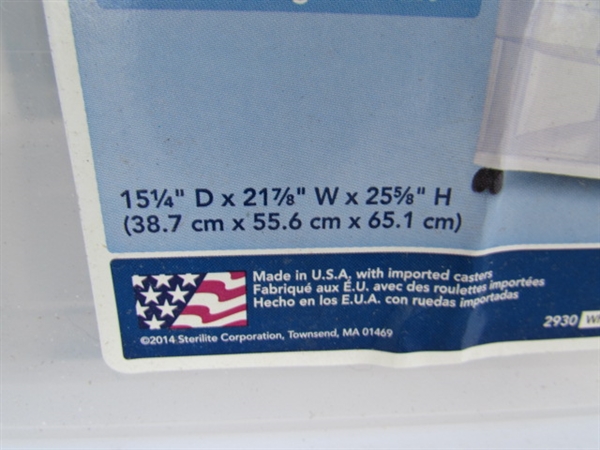 15¼" D x 21⅞" W x 25⅝" H
(38.7 cm x 55.6 cm x 65.1 cm)
Made in U.S.A. with imported casters
Fabriqué aux É.U. avec des roulettes importées
Hecho en los E.U.A. con ruedas importadas
2930
©2014 Sterilite Corporation, Townsend, MA 01469